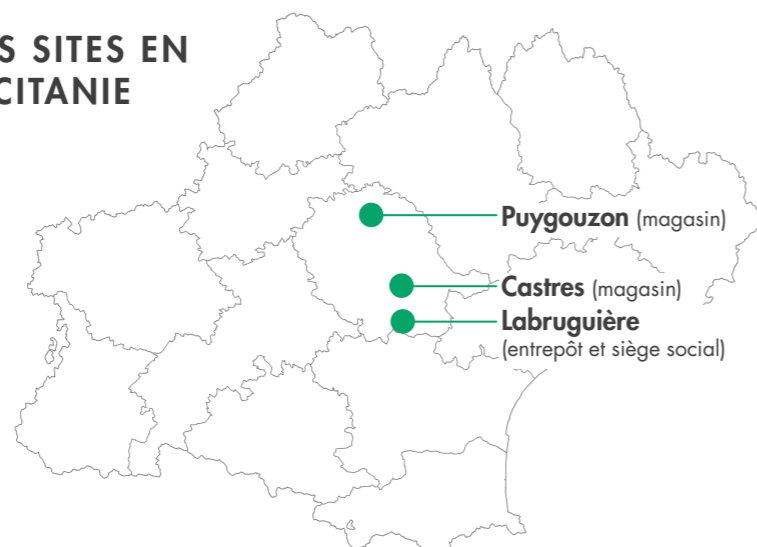 S SITES EN
CITANIE
Puygouzon (magasin)
Castres (magasin)
Labruguière
(entrepôt et siège social)